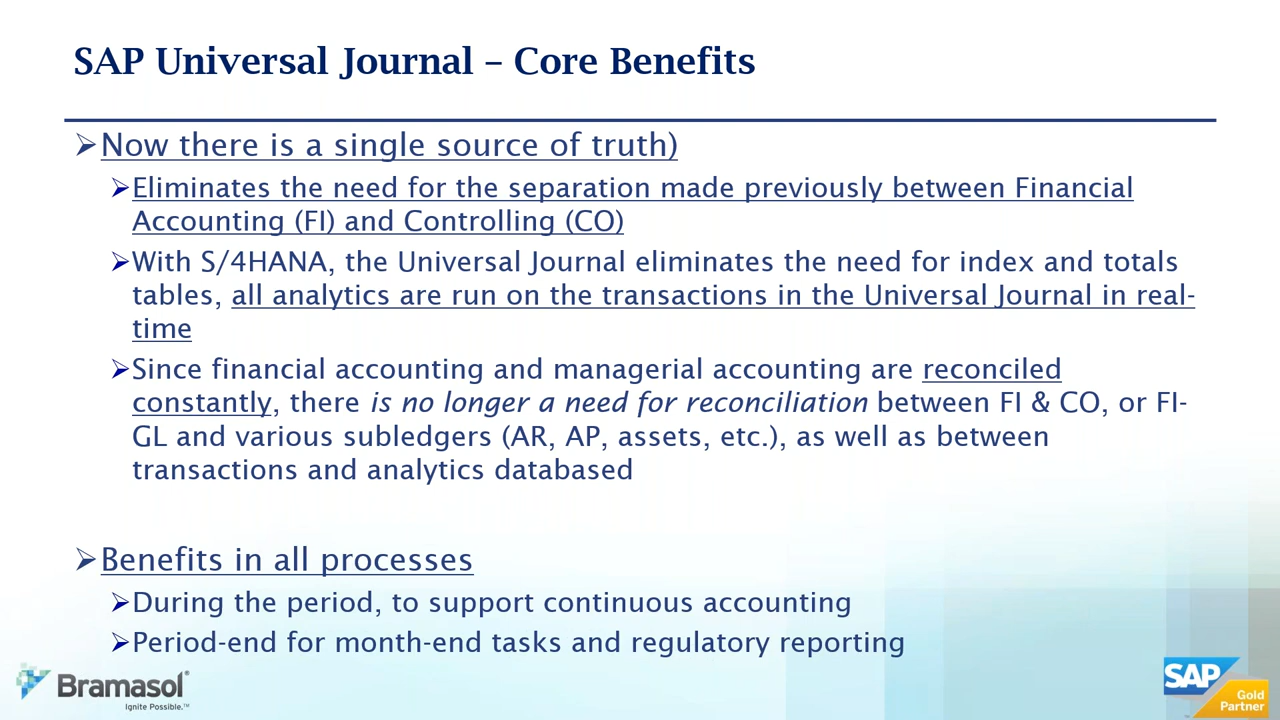 SAP Universal Journal – Core Benefits
Now there is a single source of truth)
Eliminates the need for the separation made previously between Financial
Accounting (FI) and Controlling (CO)
With S/4HANA, the Universal Journal eliminates the need for index and totals
tables, all analytics are run on the transactions in the Universal Journal in real-
time
Since financial accounting and managerial accounting are reconciled
constantly, there is no longer a need for reconciliation between FI & CO, or FI-
GL and various subledgers (AR, AP, assets, etc.), as well as between
transactions and analytics databased
Benefits in all processes
During the period, to support continuous accounting
Period-end for month-end tasks and regulatory reporting
Bramasol®
Ignite Possible.™
SAP
Gold
Partner